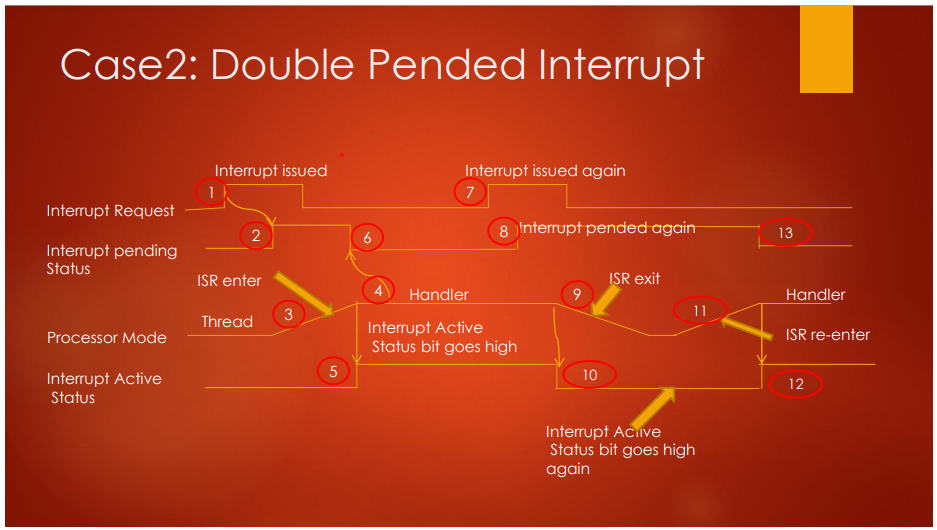 Case2: Double Pended Interrupt
Interrupt issued
Interrupt issued again
1
7
Interrupt Request
2
6
8
Interrupt pended again
13
Interrupt pending
Status
ISR enter
4
Handler
9
ISR exit
Handler
3
Thread
11
Interrupt Active
Status bit goes high
ISR re-enter
Processor Mode
5
10
12
Interrupt Active
Status
Interrupt Active
Status bit goes high
again